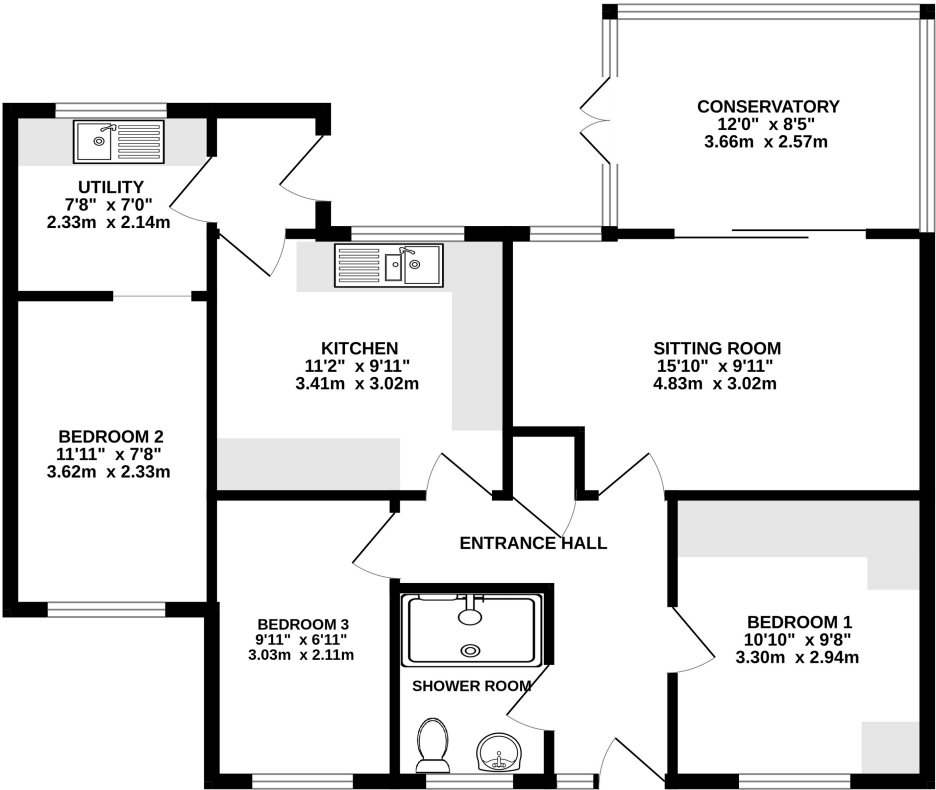 CONSERVATORY
12'0" x 8'5"
3.66m x 2.57m
UTILITY
7'8" x 7'0"
2.33m x 2.14m
KITCHEN
11'2" x 9'11"
3.41m x 3.02m
SITTING ROOM
15'10" x 9'11"
4.83m x 3.02m
BEDROOM 2
11'11" x 7'8"
3.62m x 2.33m
ENTRANCE HALL
BEDROOM 3
9'11" x 6'11"
3.03m x 2.11m
BEDROOM 1
10'10" x 9'8"
3.30m x 2.94m
SHOWER ROOM